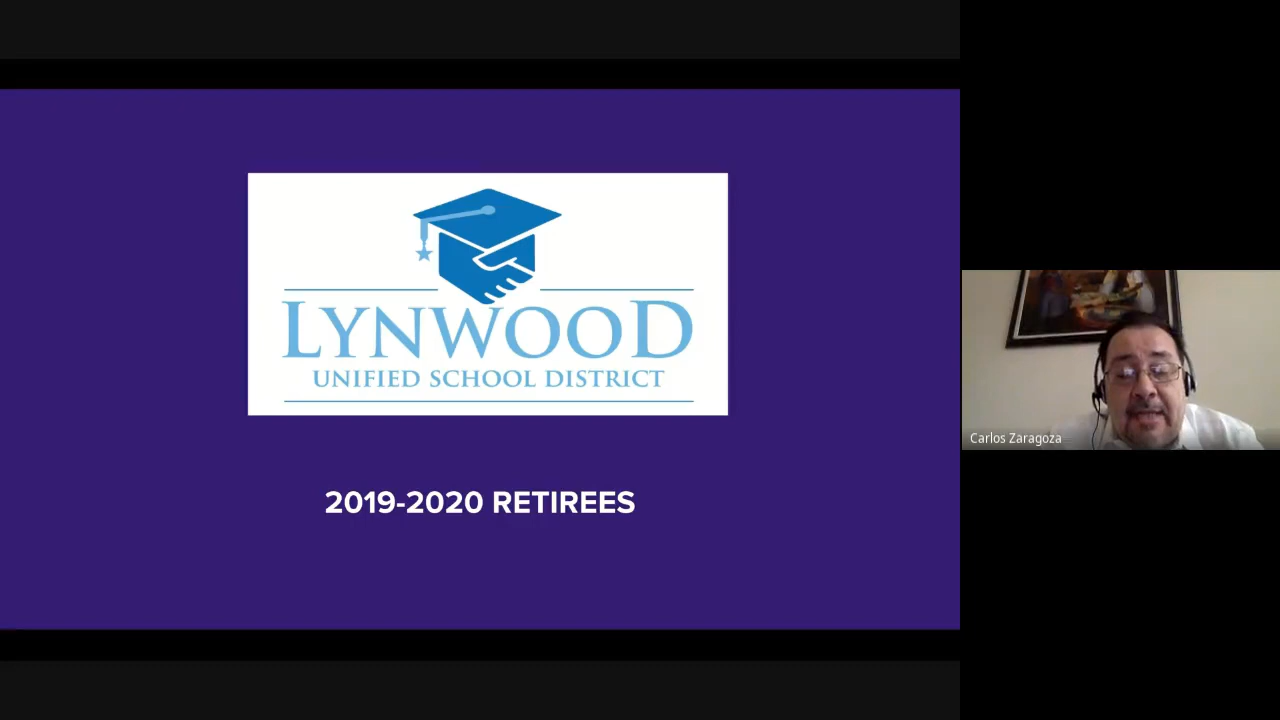 LYNWOOD
UNIFIED SCHOOL DISTRICT
2019-2020 RETIREES
Carlos Zaragoza